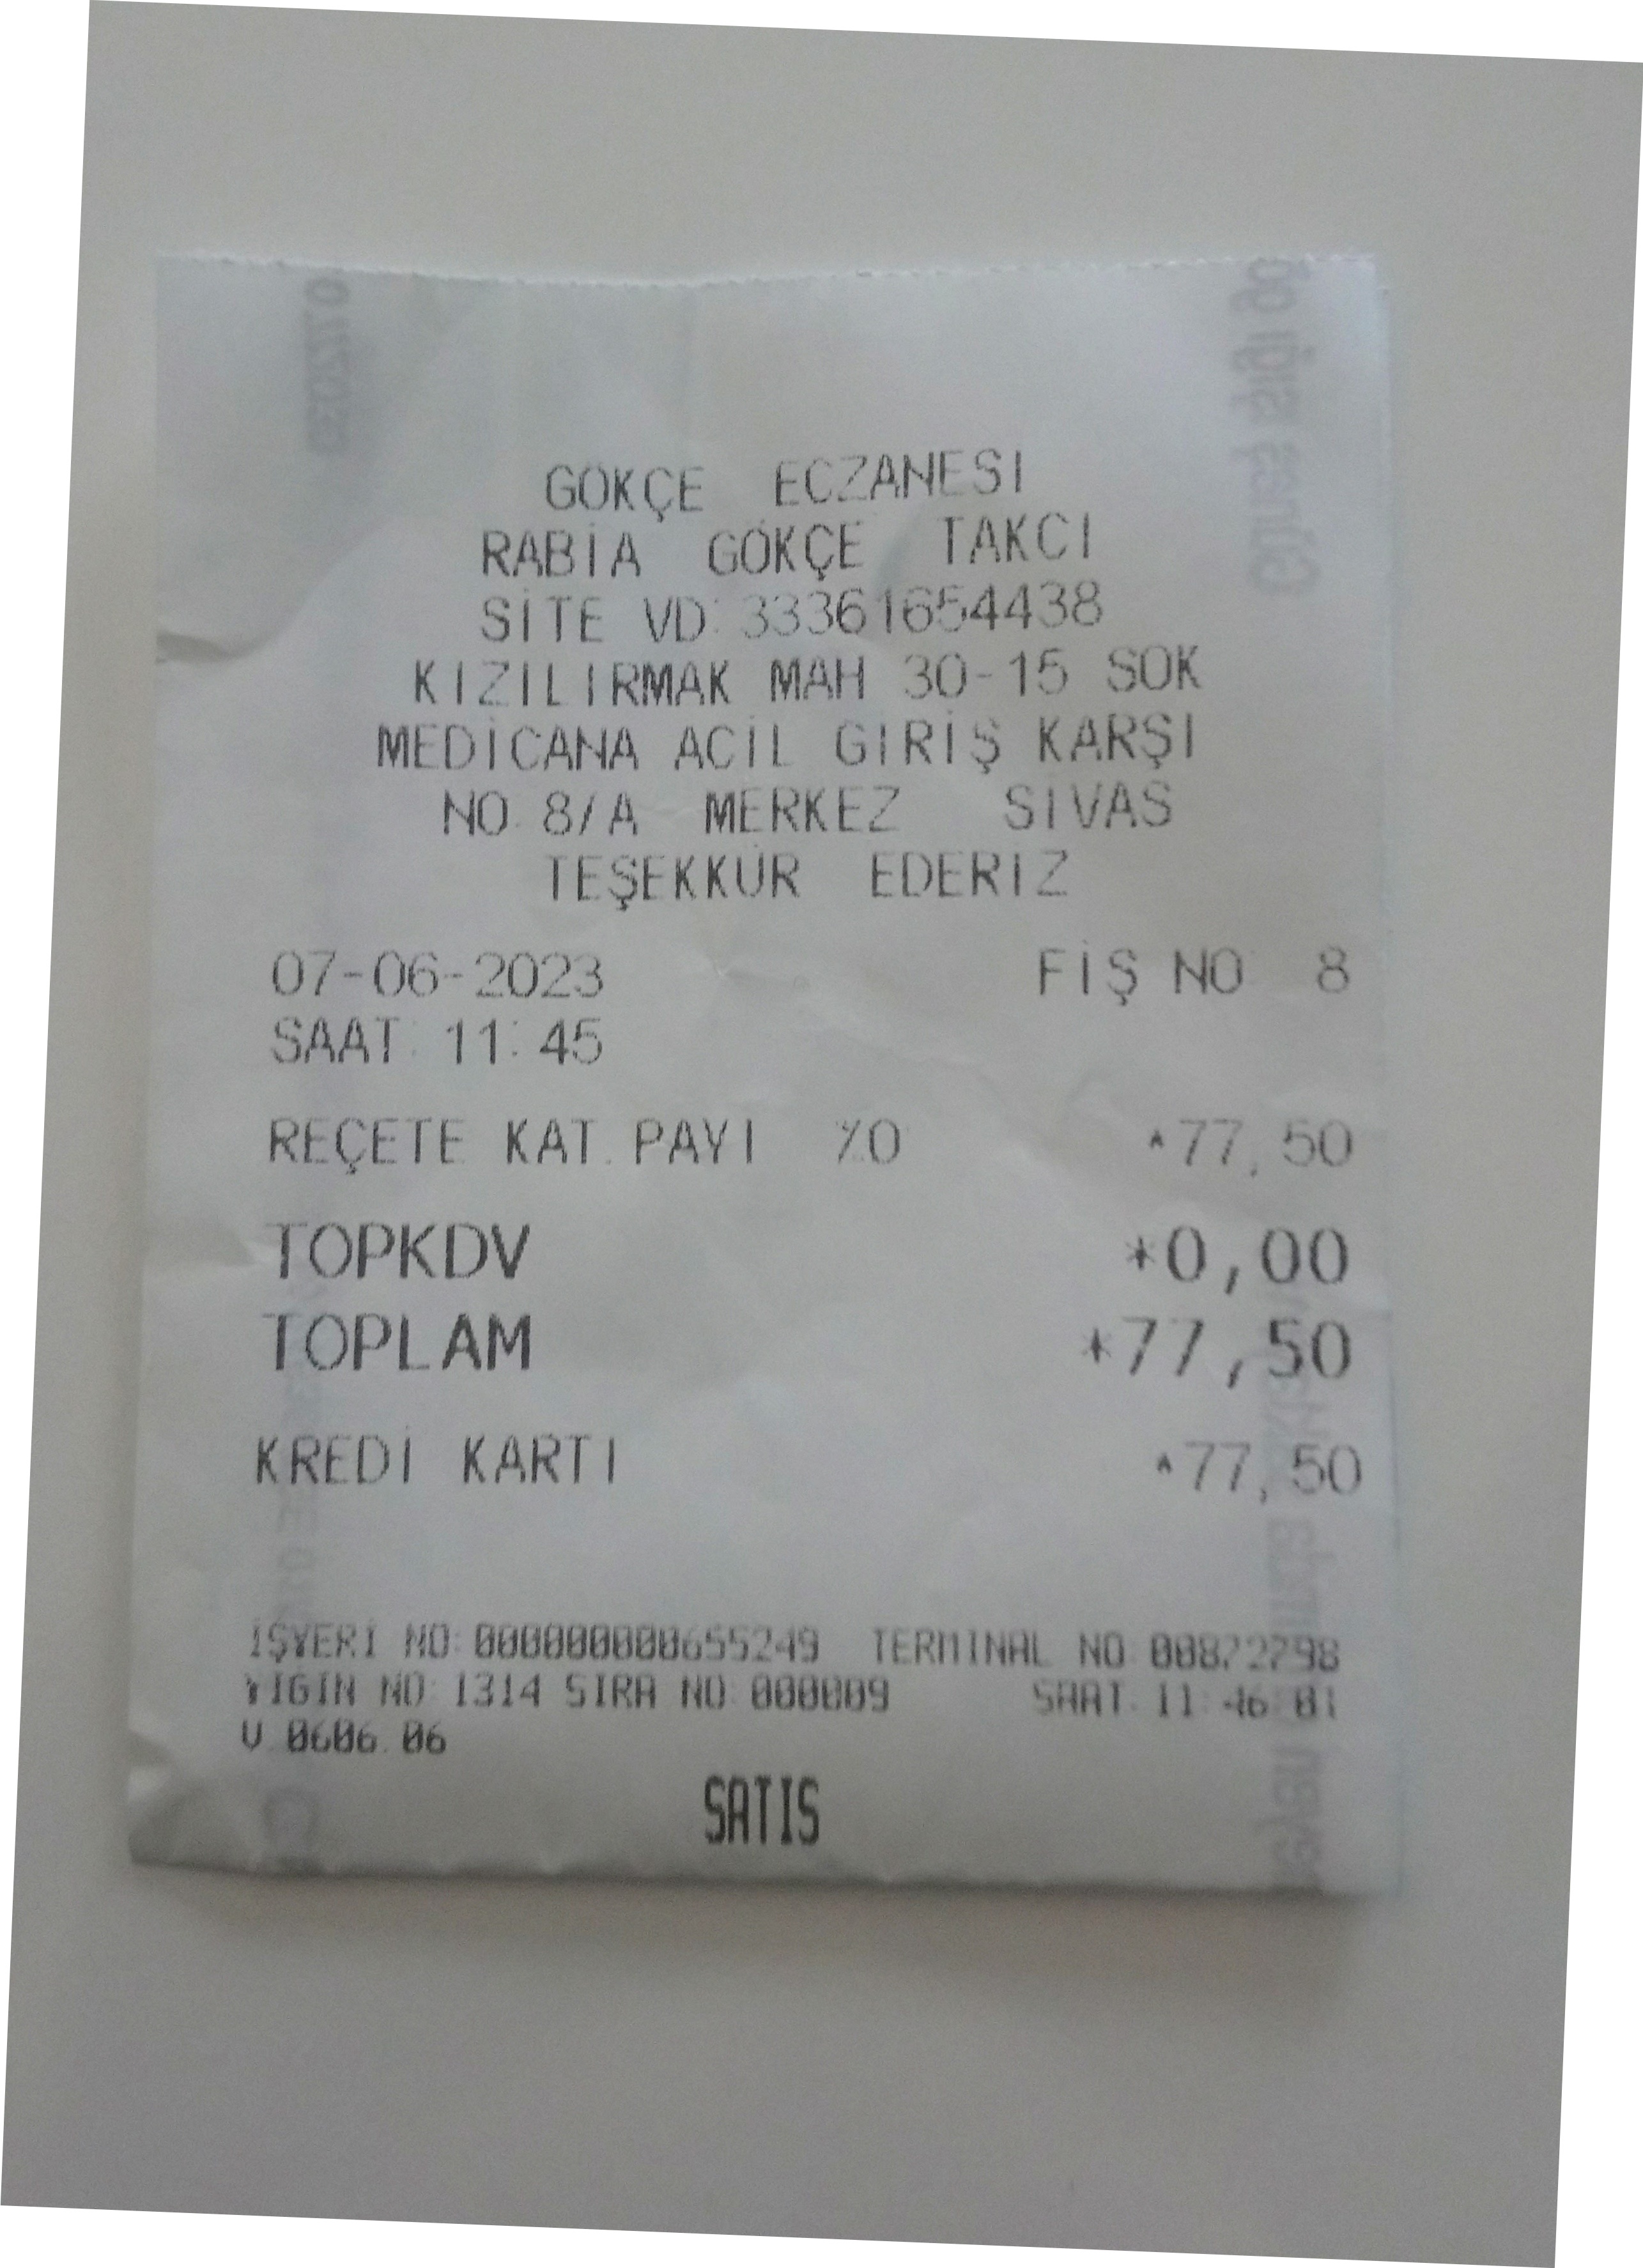 GÖKÇE ECZANESİ
RABİA GÖKÇE TAKCI
SİTE VD:33361654438
KIZILIRMAK MAH 30-15 SOK
MEDİCANA ACİL GİRİŞ KARŞI
NO:8/A MERKEZ SİVAS
TEŞEKKÜR EDERİZ
07-06-2023 FİŞ NO: 8
SAAT: 11:45
REÇETE KAT.PAYI %0 *77,50
TOPKDV *0,00
TOPLAM *77,50
KREDİ KARTI *77,50
İŞYERİ NO:000000000655249 TERMINAL NO:00872798
YIGIN NO:1314 SIRA NO:000009 SAAT:11:46:01
V.0606.06
SATIS